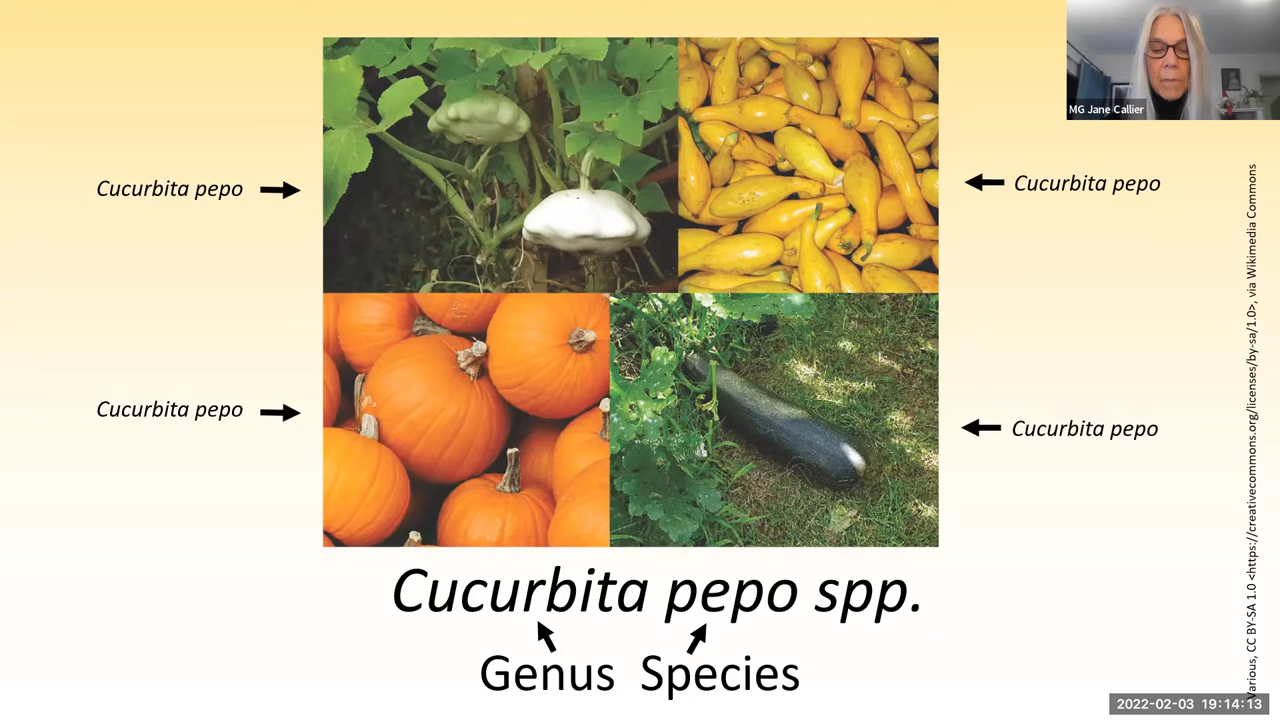 MG Jane Callier
Cucurbita pepo
Cucurbita pepo
Cucurbita pepo
Cucurbita pepo
Cucurbita pepo spp.
Genus Species
Various, CC BY-SA 1.0 <https://creativecommons.org/licenses/by-sa/1.0>, via Wikimedia Commons
2022-02-03 19:14:13